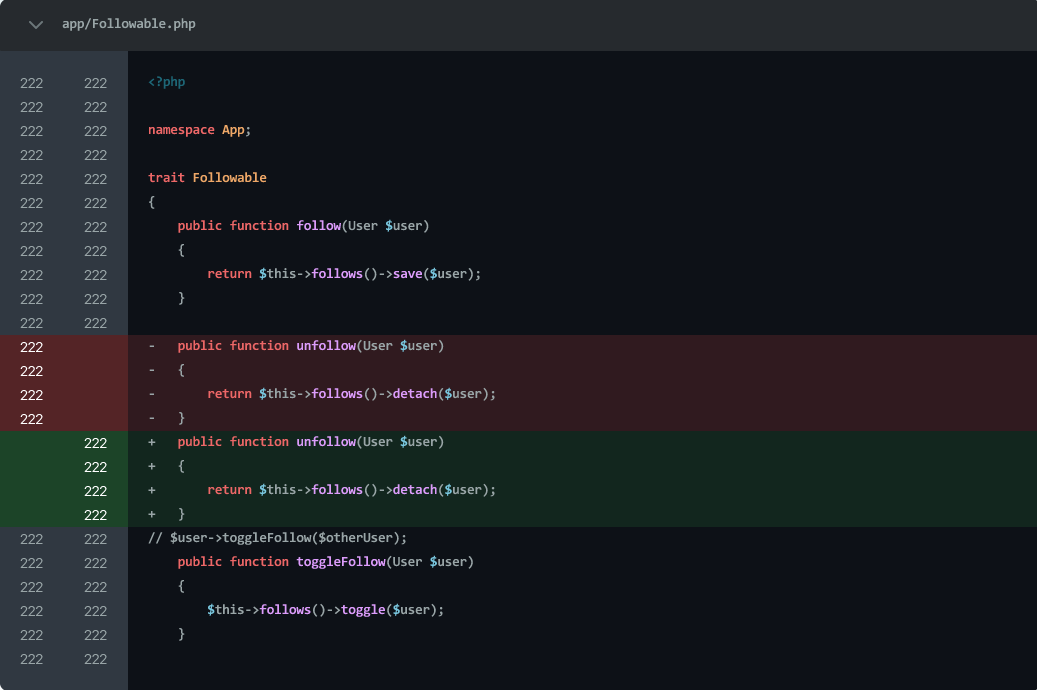 app/Followable.php
222 222 <?php
222 222
222 222 namespace App;
222 222
222 222 trait Followable
222 222 {
222 222     public function follow(User $user)
222 222     {
222 222         return $this->follows()->save($user);
222 222     }
222 222
222 -   public function unfollow(User $user)
222 -   {
222 -       return $this->follows()->detach($user);
222 -   }
222 +   public function unfollow(User $user)
222 +   {
222 +       return $this->follows()->detach($user);
222 +   }
222 222 // $user->toggleFollow($otherUser);
222 222     public function toggleFollow(User $user)
222 222     {
222 222         $this->follows()->toggle($user);
222 222     }
222 222